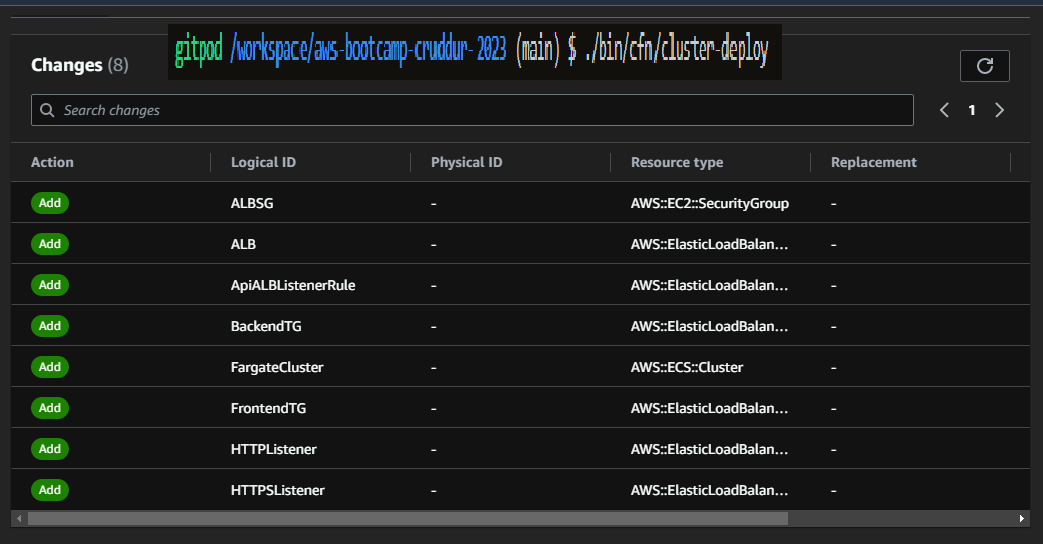 gitpod /workspace/aws-bootcamp-cruddur-2023 (main) $ ./bin/cfn/cluster-deploy
Changes (8)
Search changes
1
Action Logical ID Physical ID Resource type Replacement
Add ALBSG - AWS::EC2::SecurityGroup -
Add ALB - AWS::ElasticLoadBalan... -
Add ApiALBListenerRule - AWS::ElasticLoadBalan... -
Add BackendTG - AWS::ElasticLoadBalan... -
Add FargateCluster - AWS::ECS::Cluster -
Add FrontendTG - AWS::ElasticLoadBalan... -
Add HTTPListener - AWS::ElasticLoadBalan... -
Add HTTPSListener - AWS::ElasticLoadBalan... -